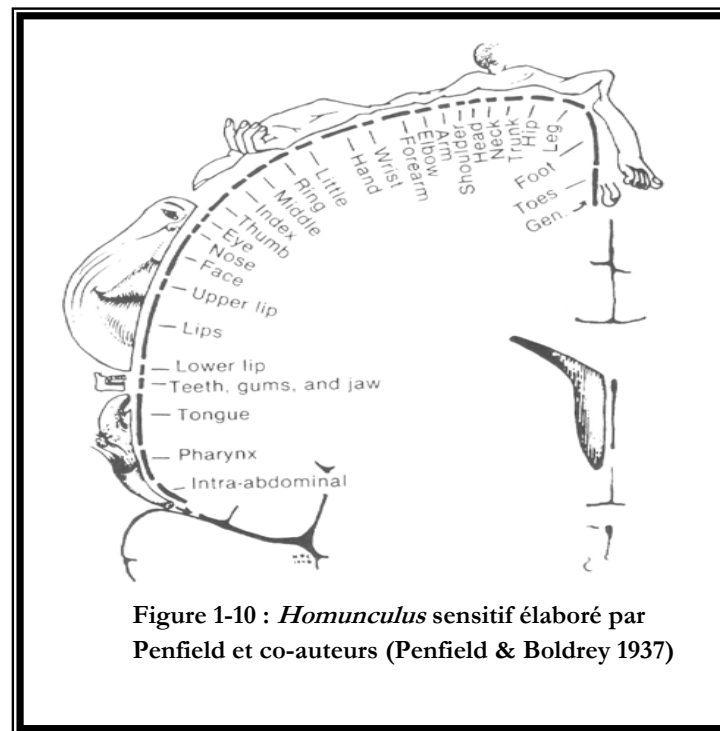 Leg
Hip
Trunk
Neck
Head
Shoulder
Arm
Elbow
Forearm
Wrist
Hand
Little
Ring
Middle
Index
Thumb
Eye
Nose
Face
Upper lip
Lips
Lower lip
Teeth, gums, and jaw
Tongue
Pharynx
Intra-abdominal
Foot
Toes
Gen.
Figure 1-10 : Homunculus sensitif élaboré par
Penfield et co-auteurs (Penfield & Boldrey 1937)